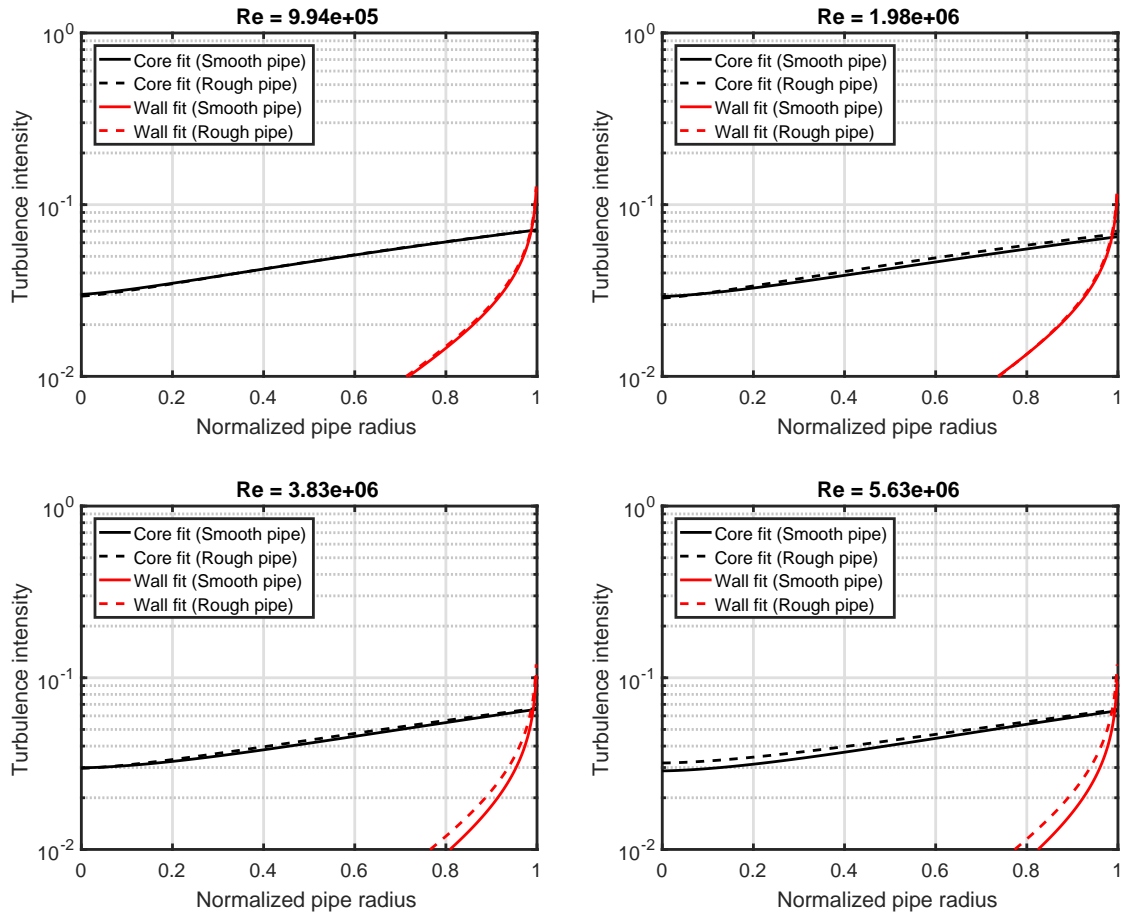 Re = 9.94e+05
10^0
10^-1
10^-2
Turbulence intensity
Core fit (Smooth pipe)
Core fit (Rough pipe)
Wall fit (Smooth pipe)
Wall fit (Rough pipe)
0 0.2 0.4 0.6 0.8 1
Normalized pipe radius
Re = 1.98e+06
10^0
10^-1
10^-2
Turbulence intensity
Core fit (Smooth pipe)
Core fit (Rough pipe)
Wall fit (Smooth pipe)
Wall fit (Rough pipe)
0 0.2 0.4 0.6 0.8 1
Normalized pipe radius
Re = 3.83e+06
10^0
10^-1
10^-2
Turbulence intensity
Core fit (Smooth pipe)
Core fit (Rough pipe)
Wall fit (Smooth pipe)
Wall fit (Rough pipe)
0 0.2 0.4 0.6 0.8 1
Normalized pipe radius
Re = 5.63e+06
10^0
10^-1
10^-2
Turbulence intensity
Core fit (Smooth pipe)
Core fit (Rough pipe)
Wall fit (Smooth pipe)
Wall fit (Rough pipe)
0 0.2 0.4 0.6 0.8 1
Normalized pipe radius